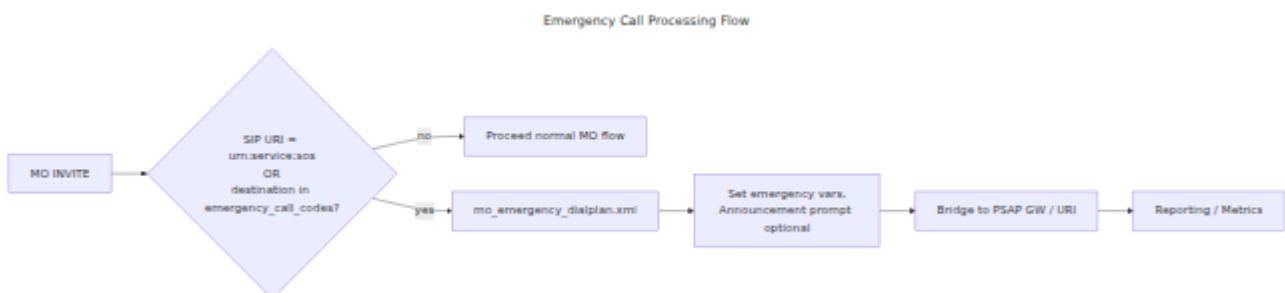 Emergency Call Processing Flow
MO INVITE
SIP URI =
urn:service:sos
OR
destination in
emergency_call_codes?
no
Proceed normal MO flow
yes
mo_emergency_dialplan.xml
Set emergency vars.
Announcement prompt
optional
Bridge to PSAP GW / URI
Reporting / Metrics